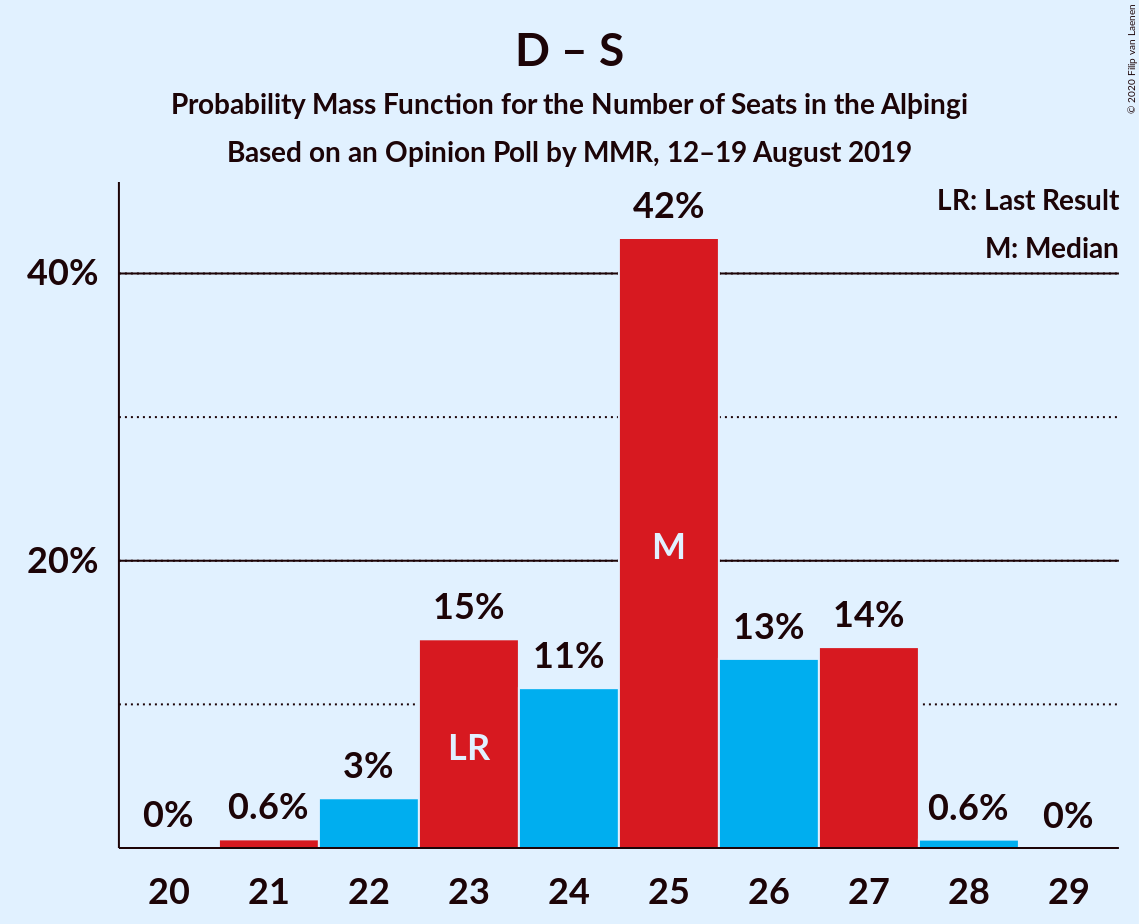 D – S
Probability Mass Function for the Number of Seats in the Alþingi
Based on an Opinion Poll by MMR, 12–19 August 2019
© 2020 Filip van Laenen
LR: Last Result
M: Median
42%
40%
M
20%
15%
14%
13%
11%
LR
3%
0%
0.6%
0.6%
0%
20 21 22 23 24 25 26 27 28 29